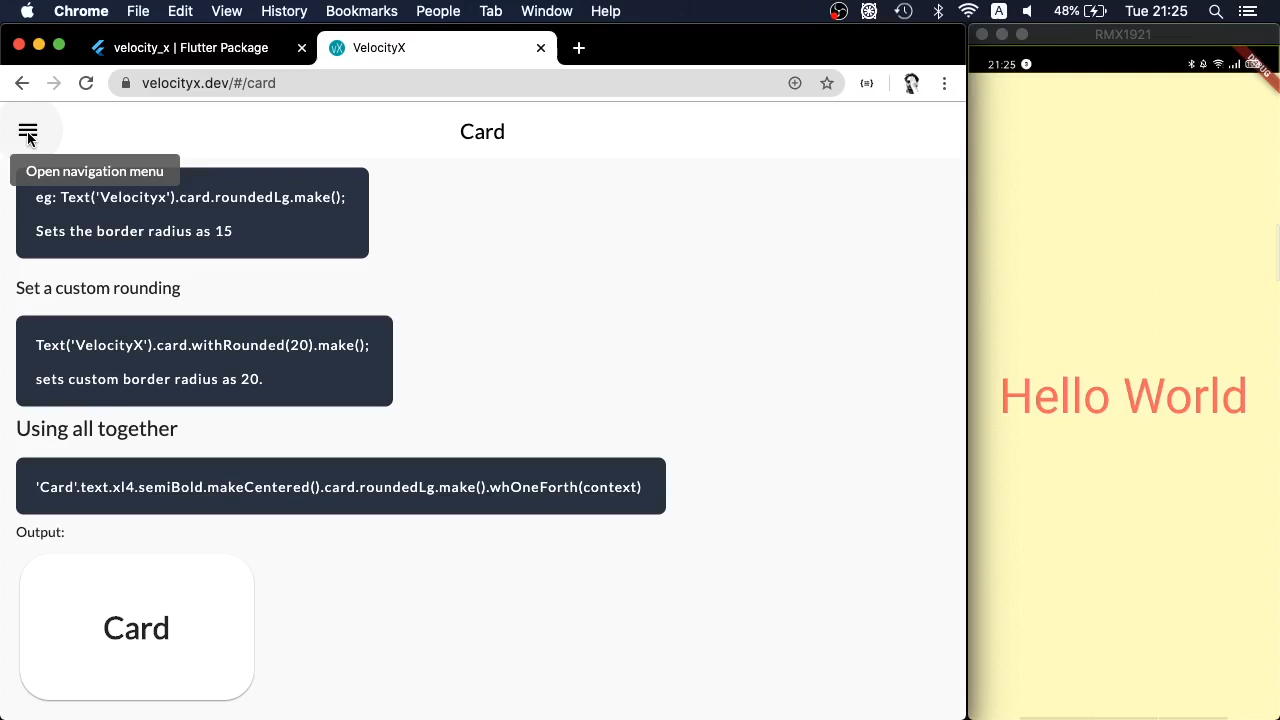 Chrome File Edit View History Bookmarks People Tab Window Help
A 48% Tue 21:25
velocity_x | Flutter Package
VX VelocityX
velocityx.dev/#/card
Card
Open navigation menu
eg: Text('Velocityx').card.roundedLg.make();
Sets the border radius as 15
Set a custom rounding
Text('VelocityX').card.withRounded(20).make();
sets custom border radius as 20.
Using all together
'Card'.text.xl4.semiBold.makeCentered().card.roundedLg.make().whOneForth(context)
Output:
Card
RMX1921
21:25
DEBUG
Hello World